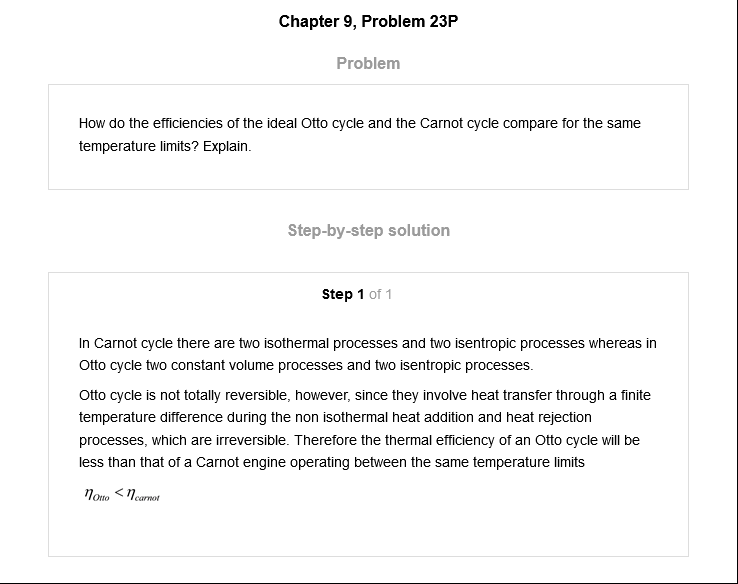 Chapter 9, Problem 23P
Problem
How do the efficiencies of the ideal Otto cycle and the Carnot cycle compare for the same
temperature limits? Explain.
Step-by-step solution
Step 1 of 1
In Carnot cycle there are two isothermal processes and two isentropic processes whereas in
Otto cycle two constant volume processes and two isentropic processes.
Otto cycle is not totally reversible, however, since they involve heat transfer through a finite
temperature difference during the non isothermal heat addition and heat rejection
processes, which are irreversible. Therefore the thermal efficiency of an Otto cycle will be
less than that of a Carnot engine operating between the same temperature limits
η_Otto < η_carnot